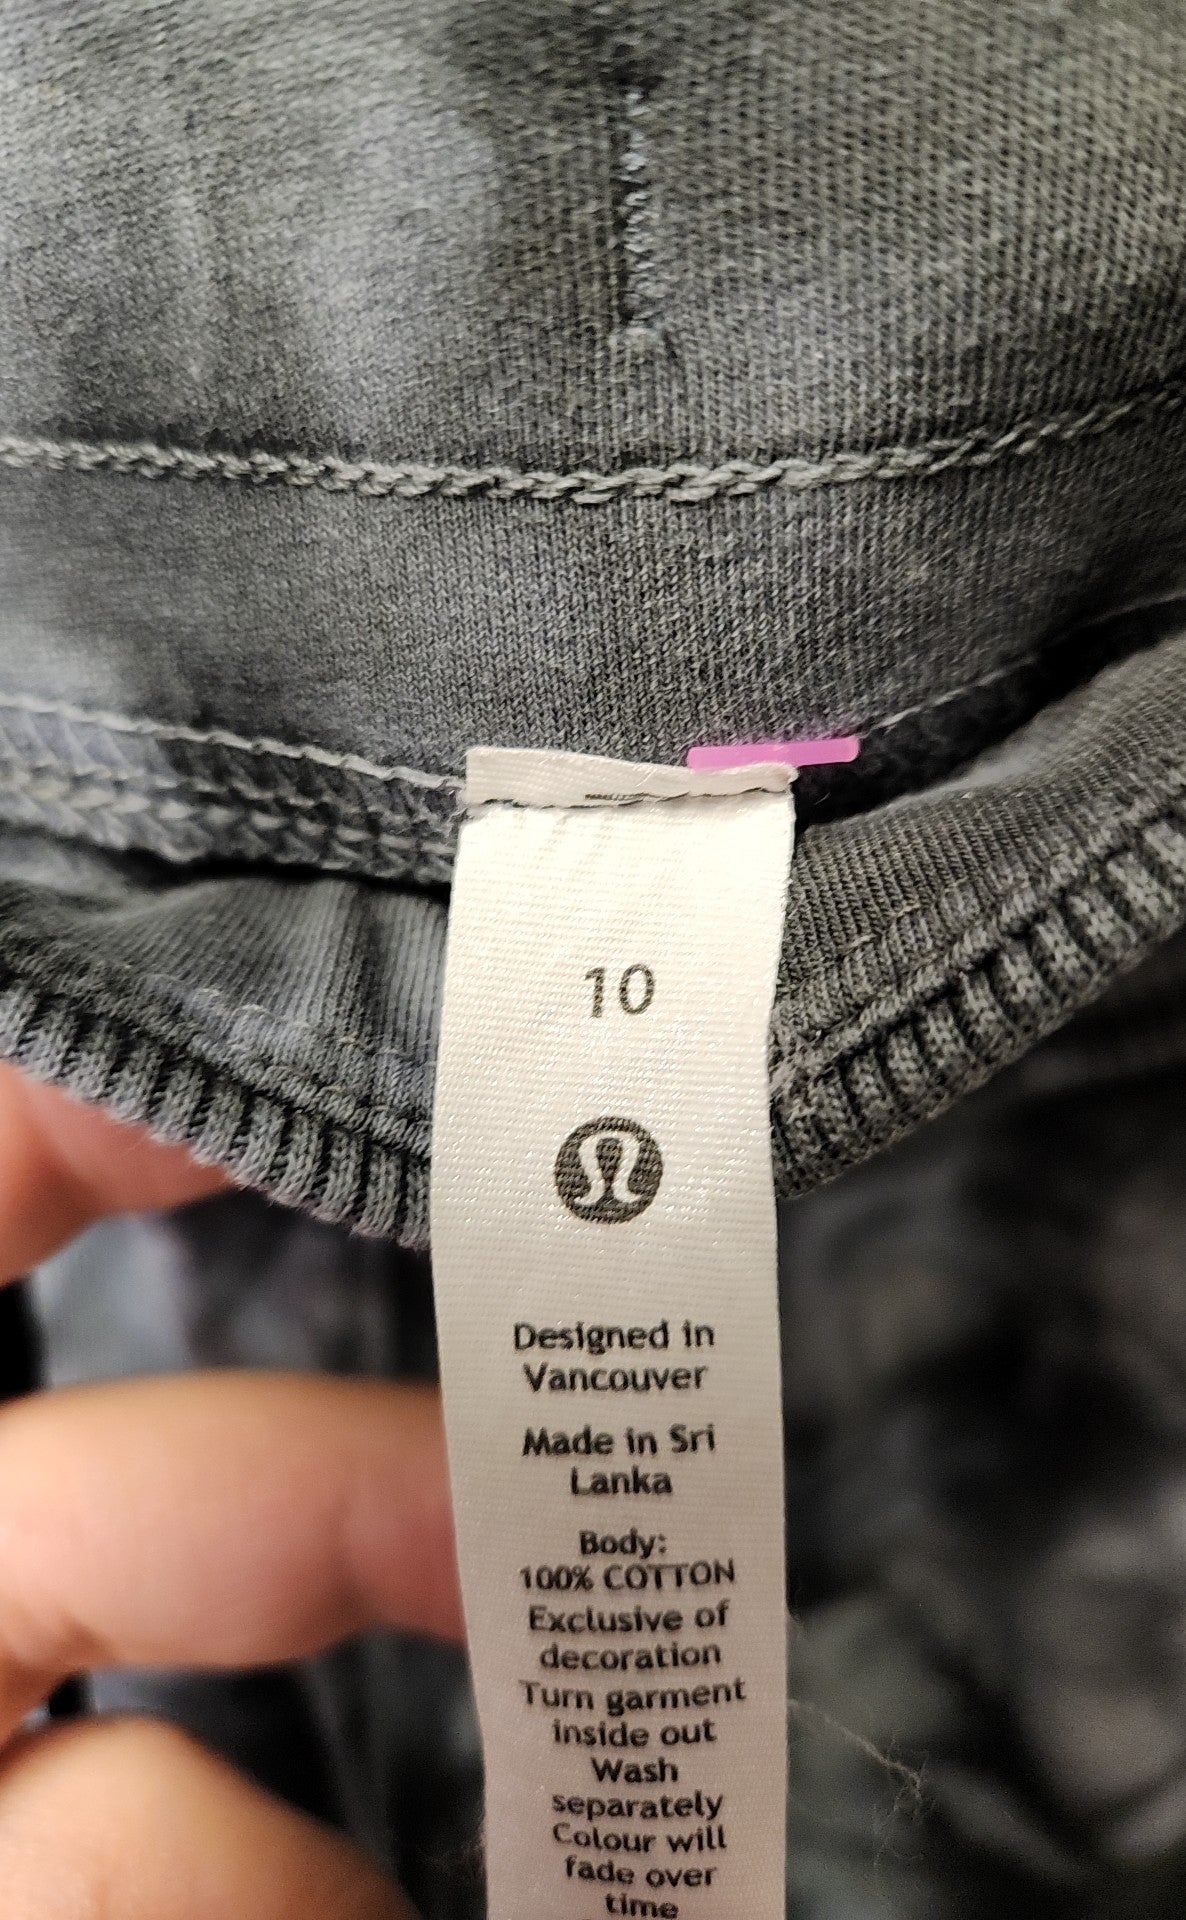 10
Designed in
Vancouver
Made in Sri
Lanka
Body:
100% COTTON
Exclusive of
decoration
Turn garment
inside out
Wash
separately
Colour will
fade over
time